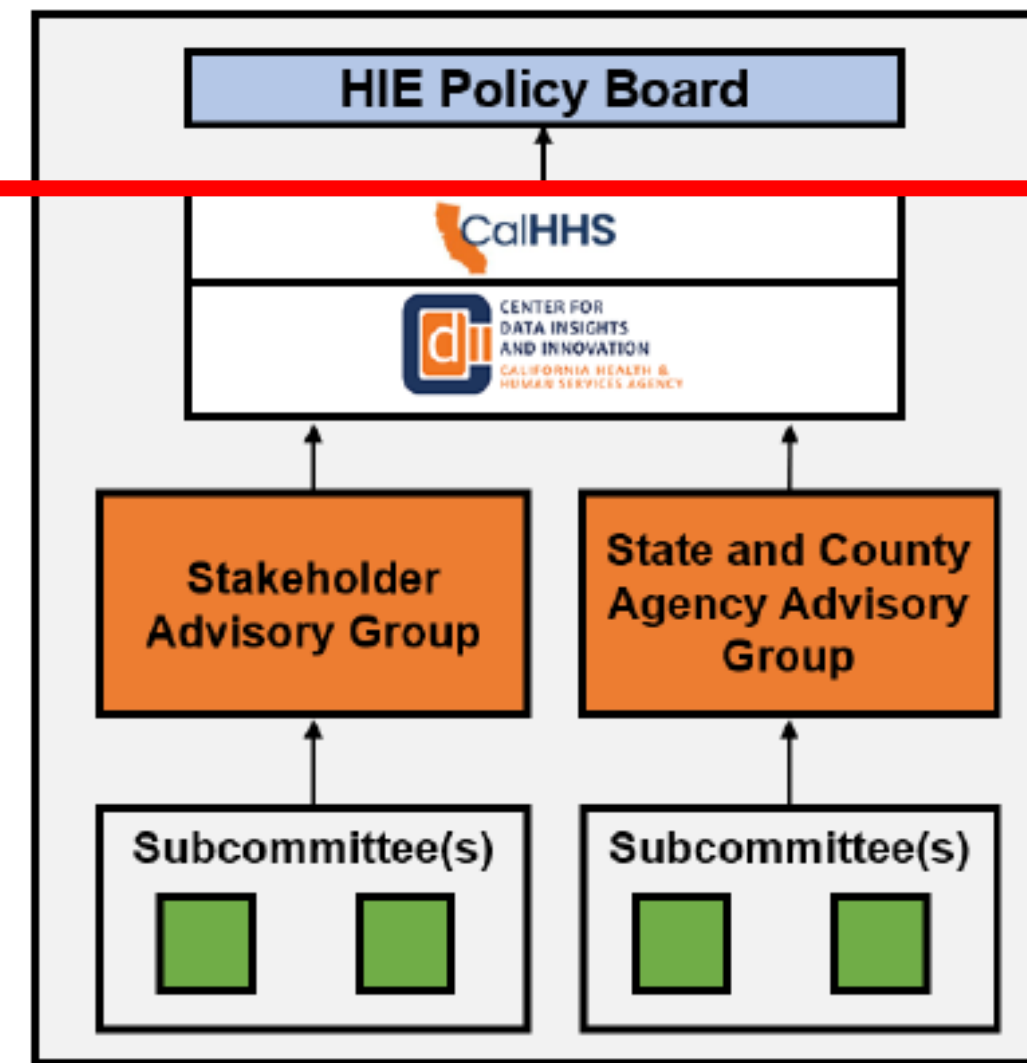 HIE Policy Board
CalHHS
CENTER FOR
DATA INSIGHTS
AND INNOVATION
CALIFORNIA HEALTH &
HUMAN SERVICES AGENCY
Stakeholder
Advisory Group
State and County
Agency Advisory
Group
Subcommittee(s)
Subcommittee(s)